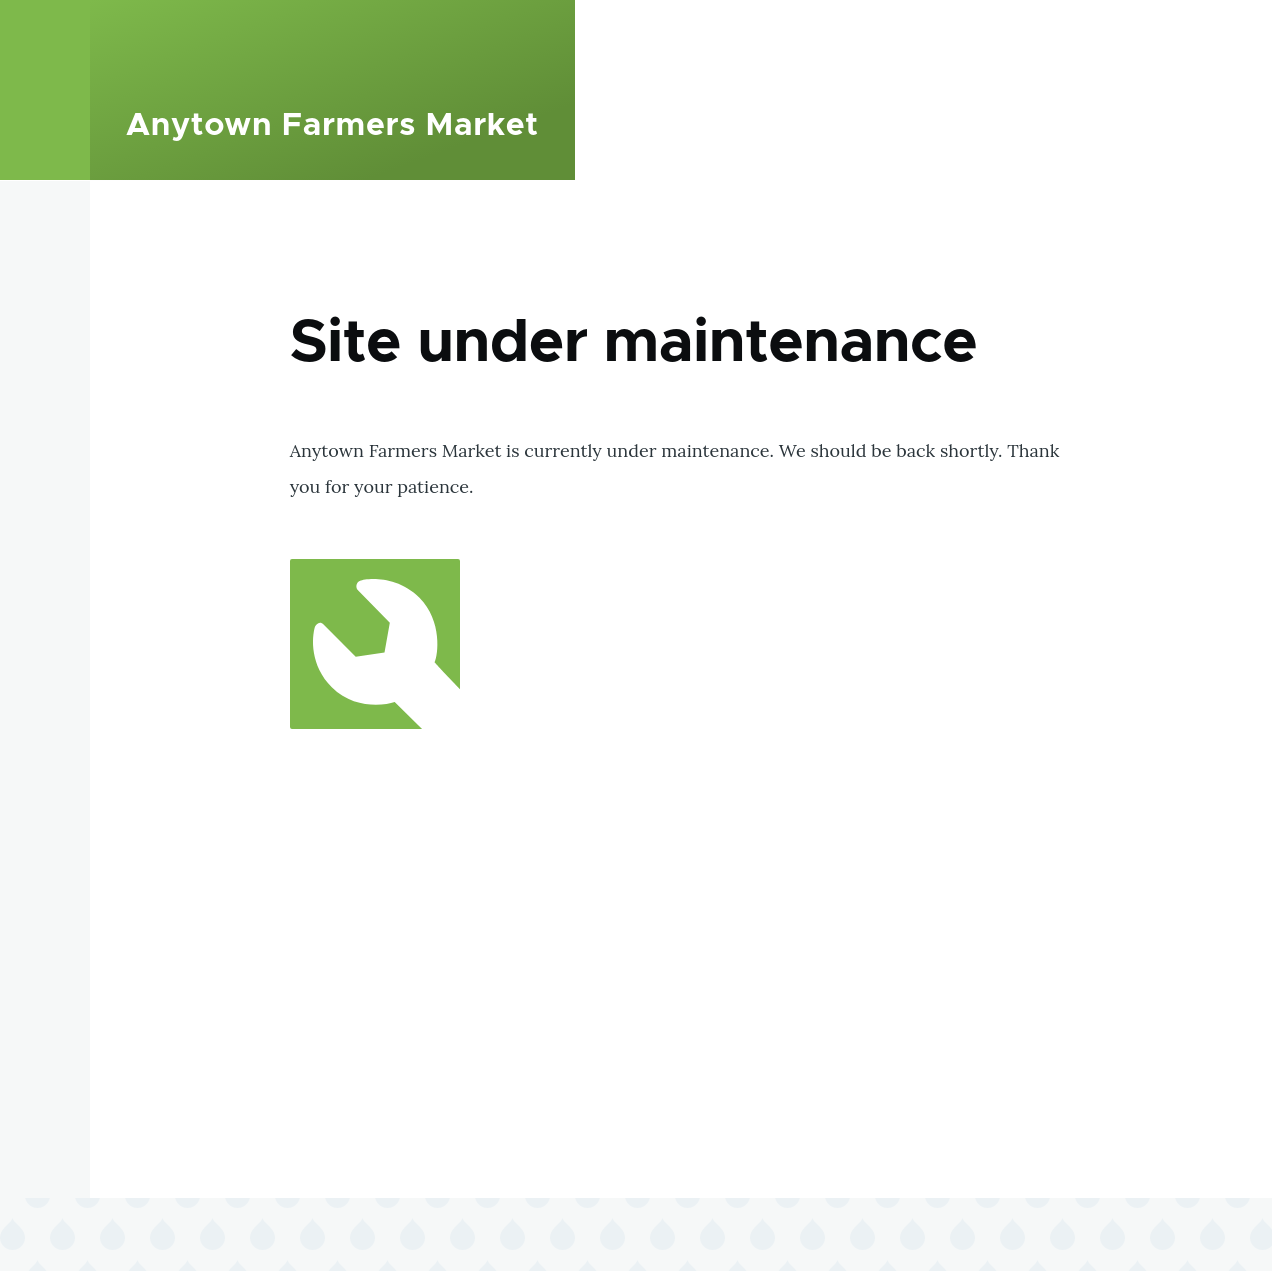 Anytown Farmers Market
Site under maintenance
Anytown Farmers Market is currently under maintenance. We should be back shortly. Thank
you for your patience.